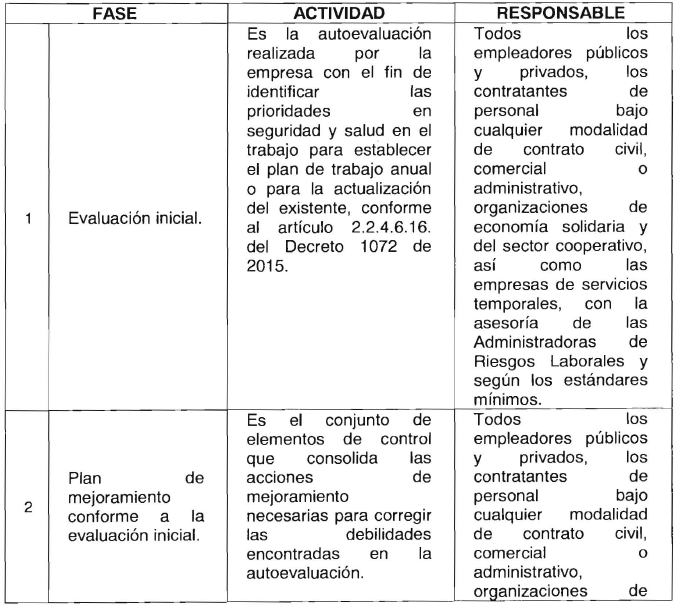 FASE ACTIVIDAD RESPONSABLE
1
Evaluación inicial.
Es la autoevaluación
realizada por la
empresa con el fin de
identificar las
prioridades en
seguridad y salud en el
trabajo para establecer
el plan de trabajo anual
o para la actualización
del existente, conforme
al artículo 2.2.4.6.16.
del Decreto 1072 de
2015.
Todos los
empleadores públicos
y privados, los
contratantes de
personal bajo
cualquier modalidad
de contrato civil,
comercial o
administrativo,
organizaciones de
economía solidaria y
del sector cooperativo,
así como las
empresas de servicios
temporales, con la
asesoría de las
Administradoras de
Riesgos Laborales y
según los estándares
mínimos.
2
Plan de
mejoramiento
conforme a la
evaluación inicial.
Es el conjunto de
elementos de control
que consolida las
acciones de
mejoramiento
necesarias para corregir
las debilidades
encontradas en la
autoevaluación.
Todos los
empleadores públicos
y privados, los
contratantes de
personal bajo
cualquier modalidad
de contrato civil,
comercial o
administrativo,
organizaciones de